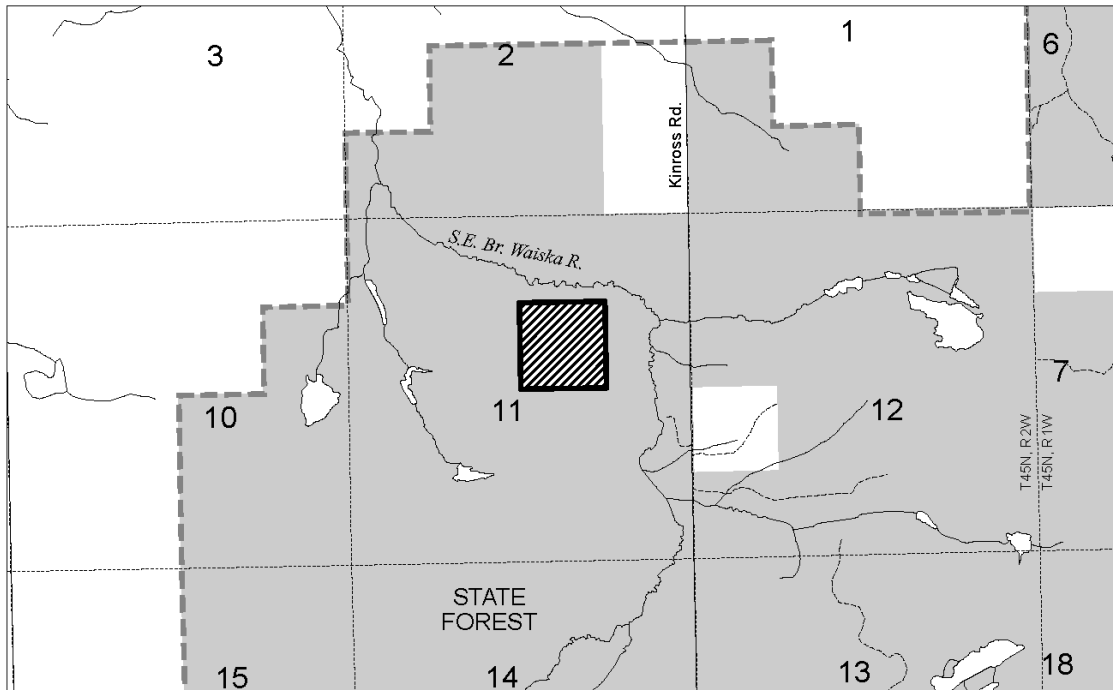 1
3
2
6
Kinross Rd.
S.E. Br. Waiska R.
7
10
11
12
T45N, R2W
T45N, R1W
STATE
FOREST
15
14
13
18